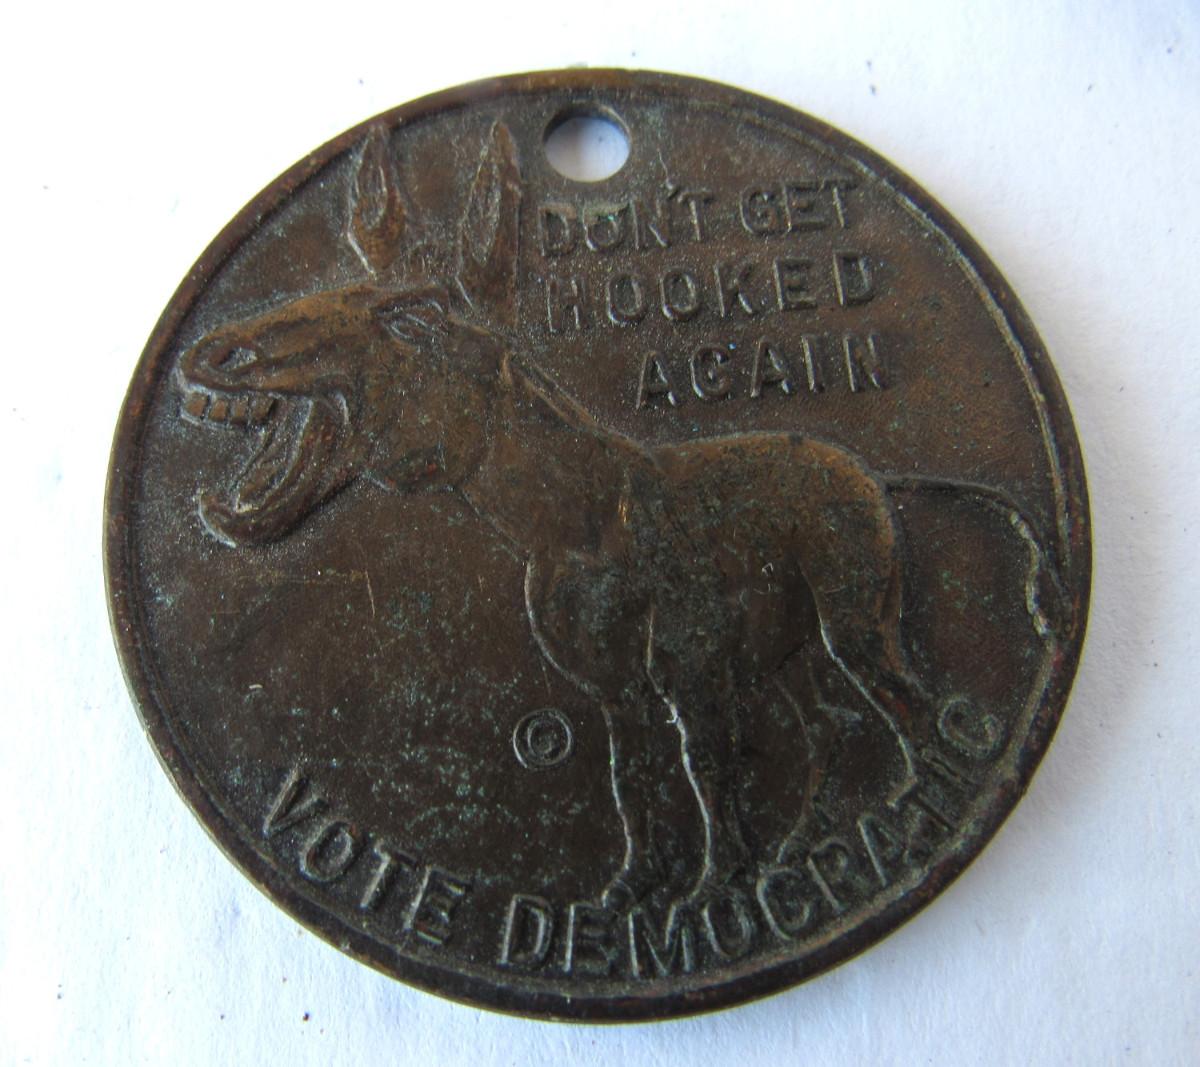 DON'T GET
HOOKED
AGAIN
©
VOTE DEMOCRATIC